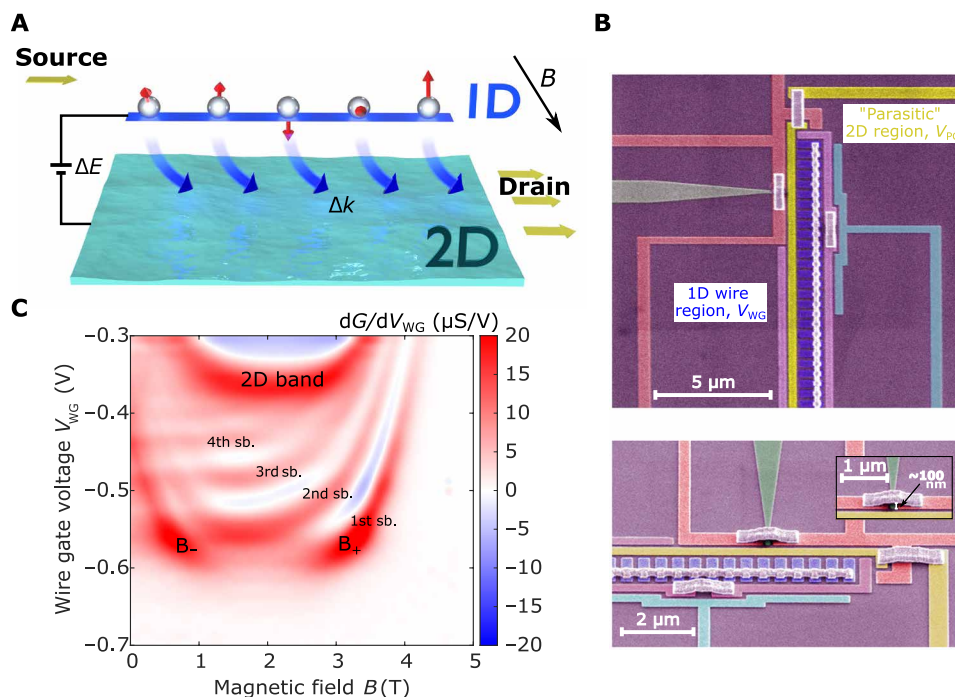 A
Source
B
1D
ΔE
Δk
Drain
2D
B
"Parasitic"
2D region, V
1D wire
region, VWG
5 μm
1 μm
~100
nm
2 μm
C
dG/dVWG (μS/V)
Wire gate voltage VWG (V)
−0.3
−0.4
−0.5
−0.6
−0.7
2D band
4th sb.
3rd sb.
2nd sb.
1st sb.
B−
B+
0
1
2
3
4
5
Magnetic field B(T)
20
15
10
5
0
−5
−10
−15
−20